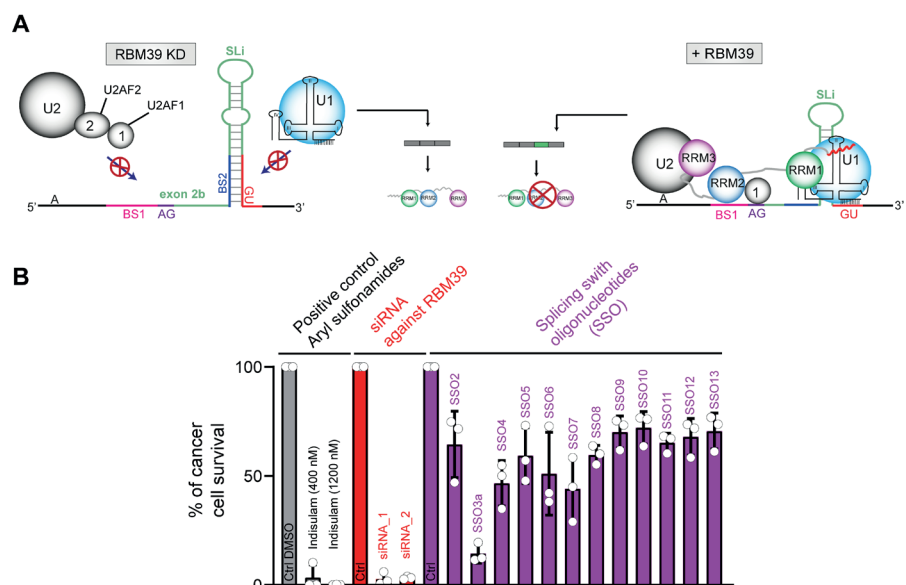 A
RBM39 KD
+ RBM39
SLi
SLi
U2
U2AF2
U2AF1
2
1
U1
U2
RRM3
RRM2
1
RRM1
U1
RRM1
RRM2
RRM3
RRM1
RRM3
exon 2b
BS2
GU
5'
A
BS1
AG
3'
5'
A
BS1
AG
GU
3'
B
Positive control
Aryl sulfonamides
siRNA
against RBM39
Splicing swith
oligonucleotides
(SSO)
% of cancer
cell survival
100
50
0
Ctrl DMSO
Indisulam (400 nM)
Indisulam (1200 nM)
Ctrl
siRNA_1
siRNA_2
Ctrl
SSO2
SSO3a
SSO4
SSO5
SSO6
SSO7
SSO8
SSO9
SSO10
SSO11
SSO12
SSO13